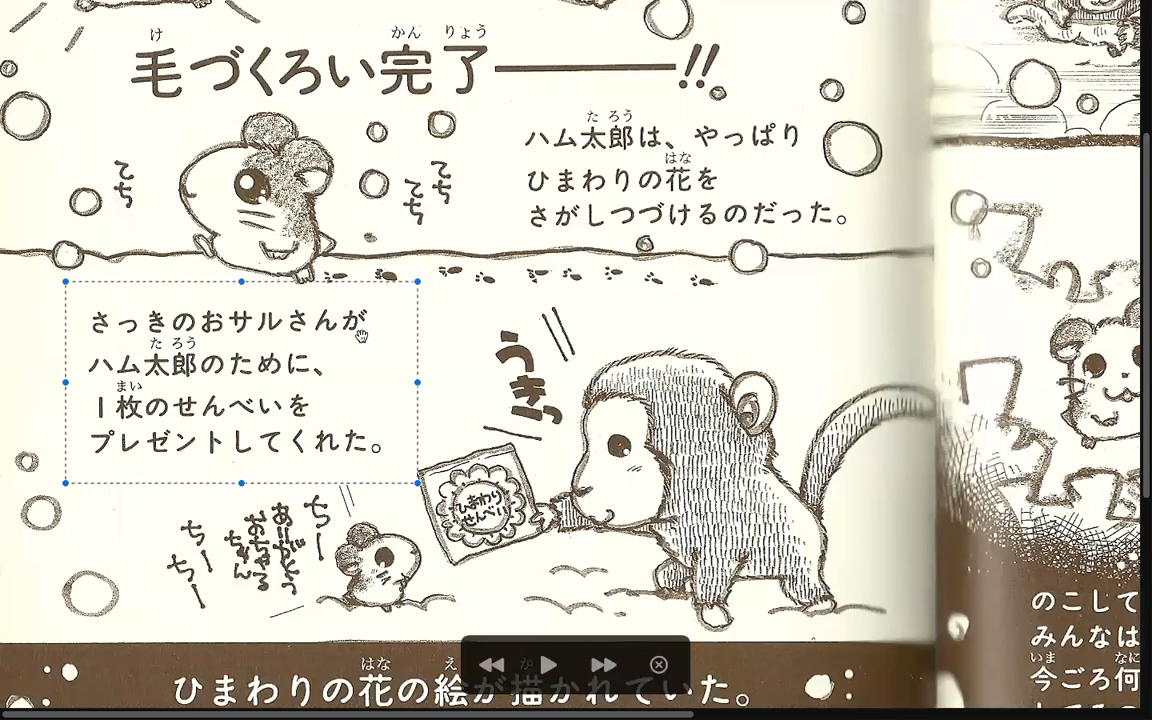 毛づくろい完了――!!
ハム太郎は、やっぱり
ひまわりの花を
さがしつづけるのだった。
てち
てち
てち
さっきのおサルさんが
ハム太郎のために、
1枚のせんべいを
プレゼントしてくれた。
うきっ
ひまわり
せんべい
ちー
ありがとう
おちゃる
ちゃん
ちー
ちー
ひまわりの花の絵が描かれていた。
のこして
みんなは
今ごろ何